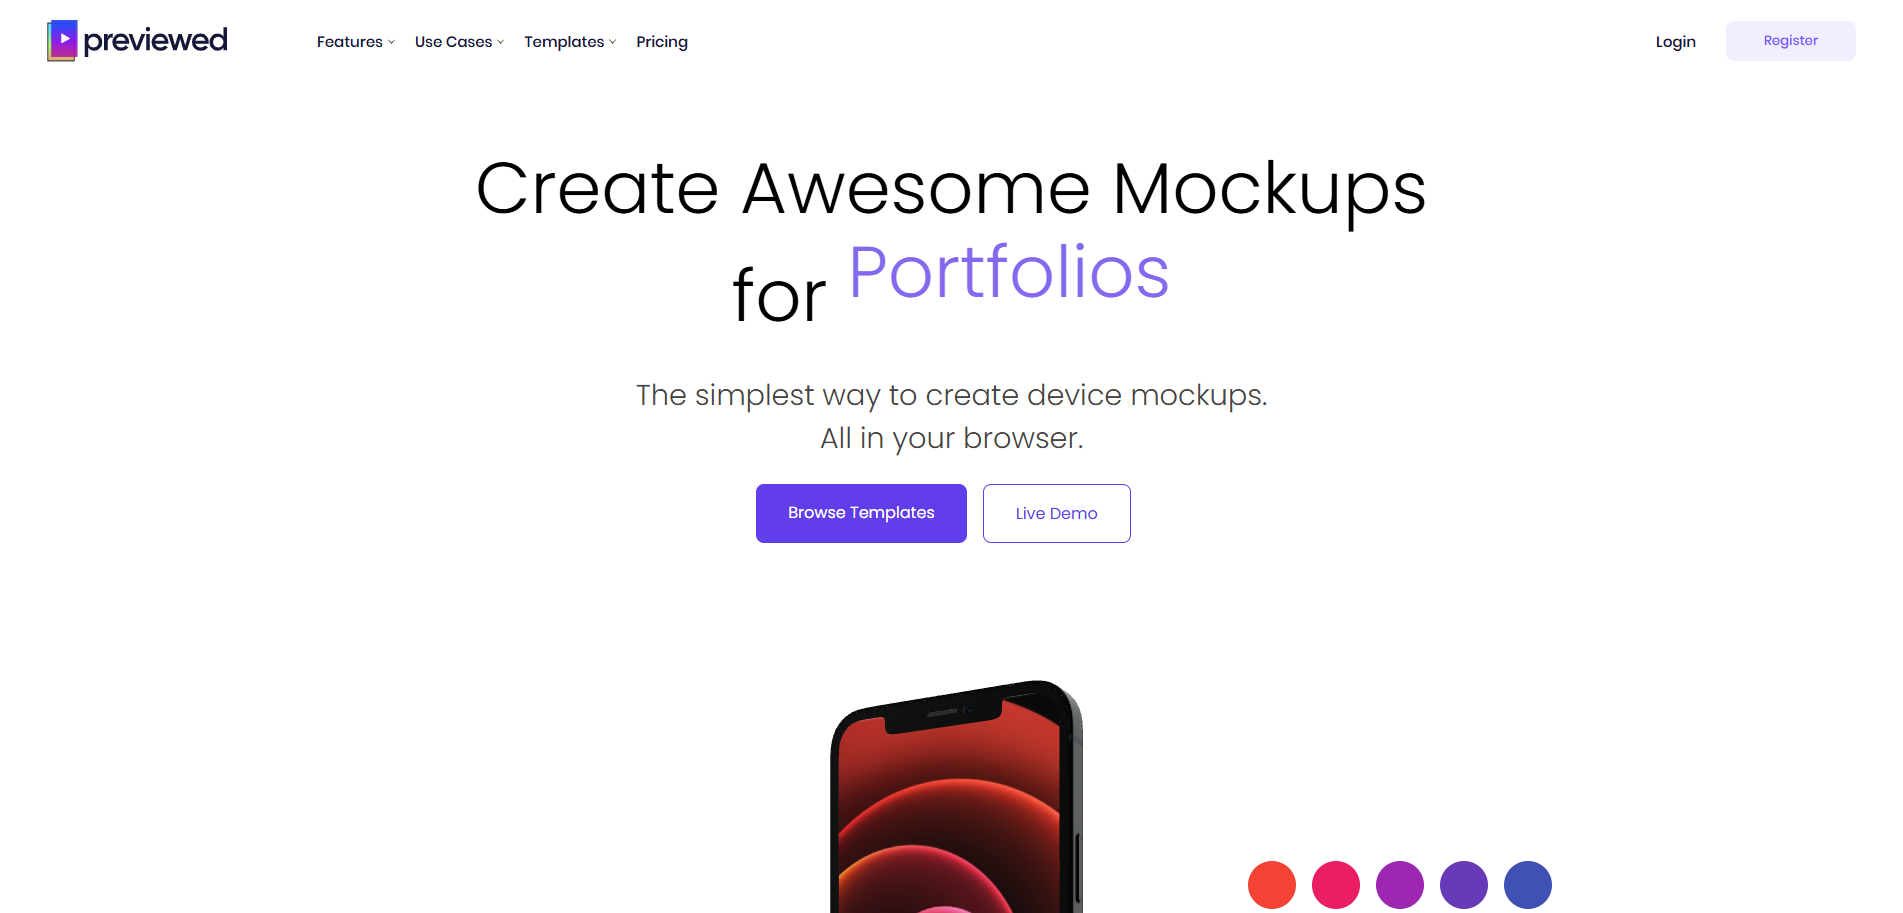 previewed
Features
Use Cases
Templates
Pricing
Login
Register
Create Awesome Mockups
for Portfolios
The simplest way to create device mockups.
All in your browser.
Browse Templates
Live Demo